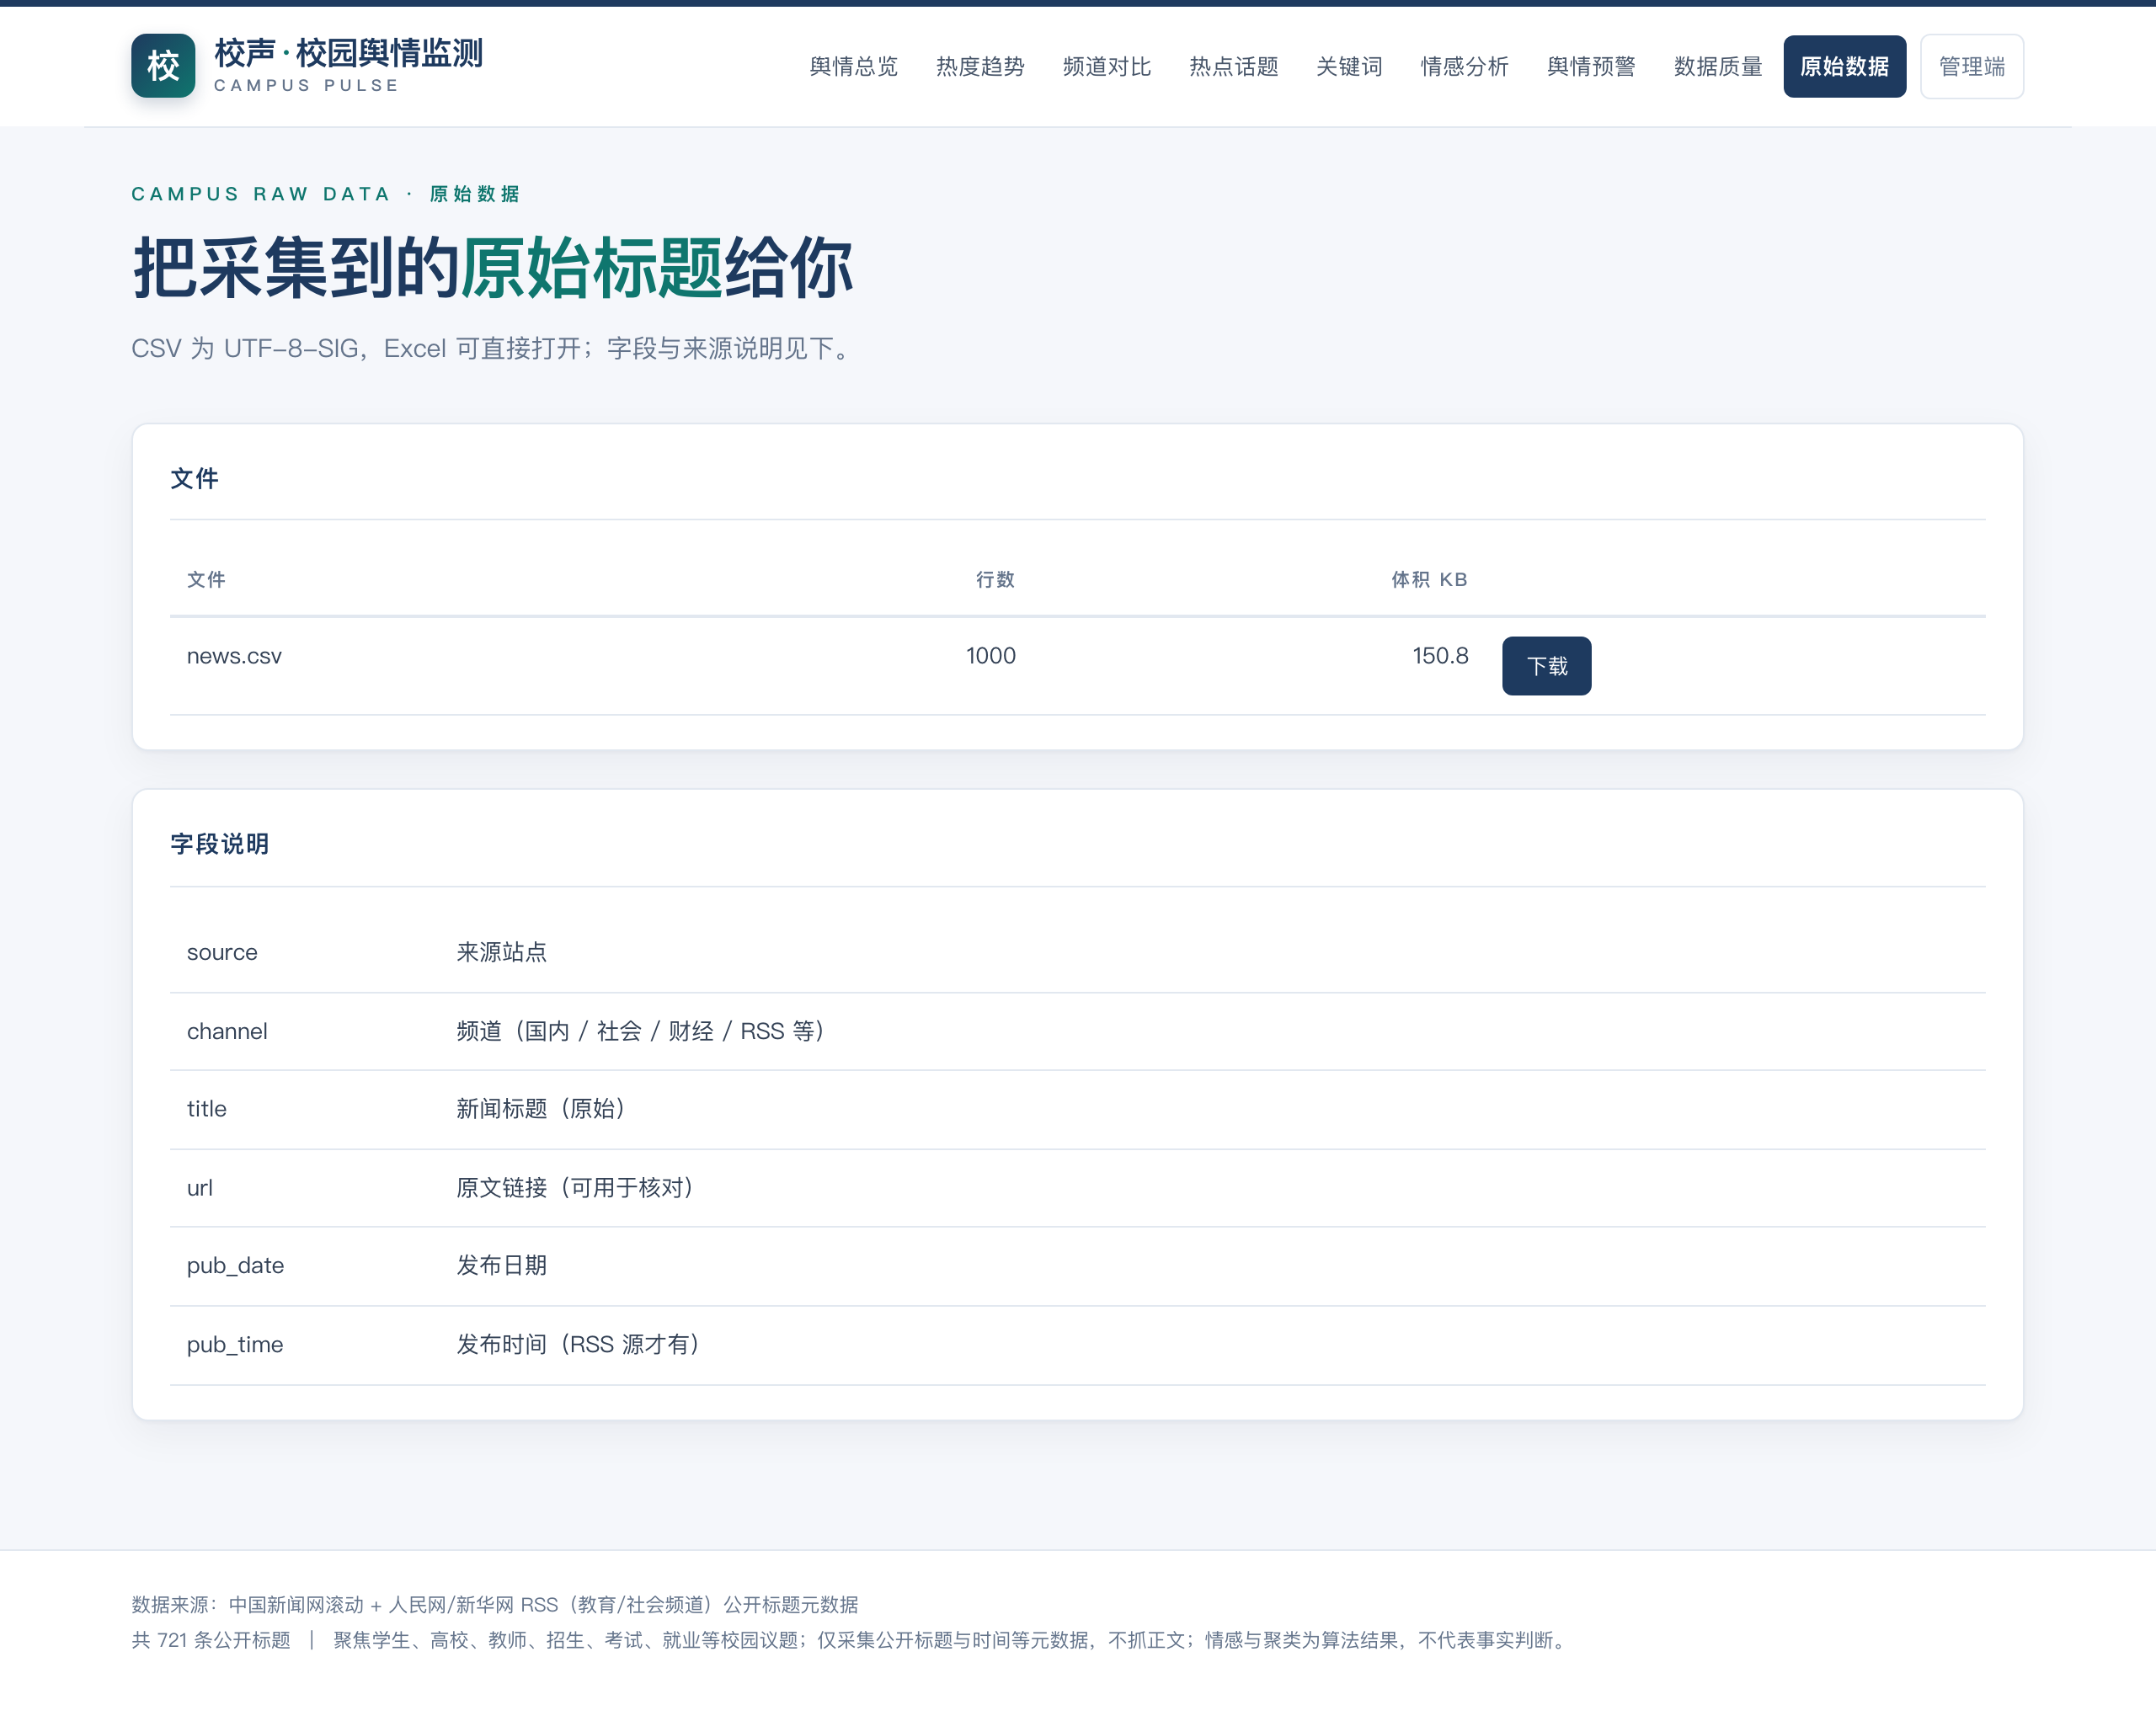 校
校声·校园舆情监测
CAMPUS PULSE
舆情总览 热度趋势 频道对比 热点话题 关键词 情感分析 舆情预警 数据质量 原始数据 管理端
CAMPUS RAW DATA · 原始数据
把采集到的原始标题给你
CSV 为 UTF-8-SIG，Excel 可直接打开；字段与来源说明见下。
文件
文件 行数 体积 KB
news.csv 1000 150.8 下载
字段说明
source 来源站点
channel 频道（国内 / 社会 / 财经 / RSS 等）
title 新闻标题（原始）
url 原文链接（可用于核对）
pub_date 发布日期
pub_time 发布时间（RSS 源才有）
数据来源：中国新闻网滚动 + 人民网/新华网 RSS（教育/社会频道）公开标题元数据
共 721 条公开标题 ｜ 聚焦学生、高校、教师、招生、考试、就业等校园议题；仅采集公开标题与时间等元数据，不抓正文；情感与聚类为算法结果，不代表事实判断。